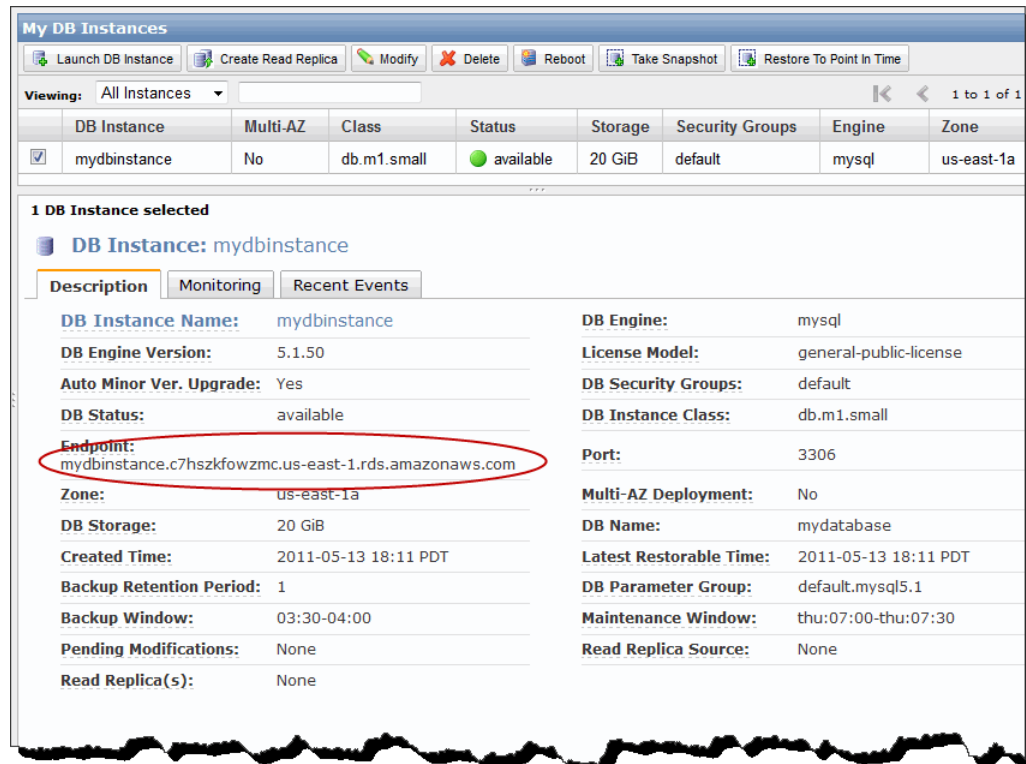 My DB Instances
Launch DB Instance Create Read Replica Modify Delete Reboot Take Snapshot Restore To Point In Time
Viewing: All Instances 1 to 1 of 1
DB Instance Multi-AZ Class Status Storage Security Groups Engine Zone
mydbinstance No db.m1.small available 20 GiB default mysql us-east-1a
1 DB Instance selected
DB Instance: mydbinstance
Description Monitoring Recent Events
DB Instance Name: mydbinstance DB Engine: mysql
DB Engine Version: 5.1.50 License Model: general-public-license
Auto Minor Ver. Upgrade: Yes DB Security Groups: default
DB Status: available DB Instance Class: db.m1.small
Endpoint:
mydbinstance.c7hszkfowzmc.us-east-1.rds.amazonaws.com Port: 3306
Zone: us-east-1a Multi-AZ Deployment: No
DB Storage: 20 GiB DB Name: mydatabase
Created Time: 2011-05-13 18:11 PDT Latest Restorable Time: 2011-05-13 18:11 PDT
Backup Retention Period: 1 DB Parameter Group: default.mysql5.1
Backup Window: 03:30-04:00 Maintenance Window: thu:07:00-thu:07:30
Pending Modifications: None Read Replica Source: None
Read Replica(s): None